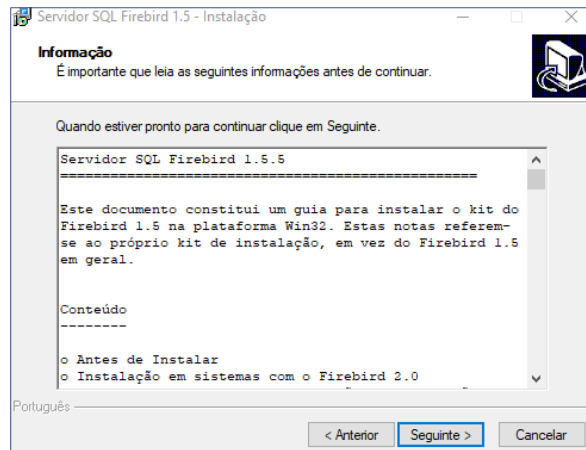 Servidor SQL Firebird 1.5 - Instalação
Informação
É importante que leia as seguintes informações antes de continuar.
Quando estiver pronto para continuar clique em Seguinte.
Servidor SQL Firebird 1.5.5
==================================================
Este documento constitui um guia para instalar o kit do
Firebird 1.5 na plataforma Win32. Estas notas referem-
se ao próprio kit de instalação, em vez do Firebird 1.5
em geral.
Conteúdo
--------
o Antes de Instalar
o Instalação em sistemas com o Firebird 2.0
Português
< Anterior
Seguinte >
Cancelar